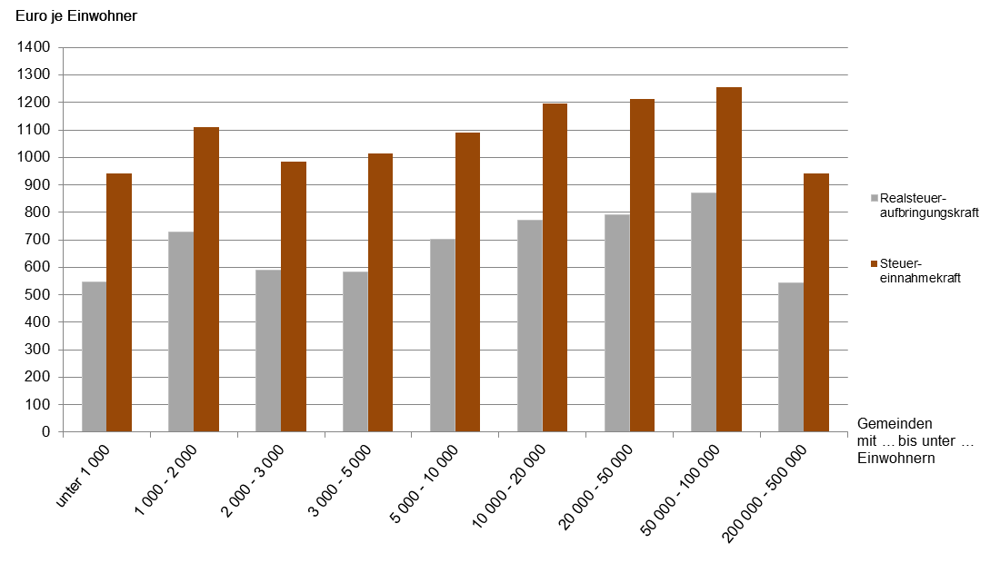 Euro je Einwohner
1400
1300
1200
1100
1000
900
800
700
600
500
400
300
200
100
0
unter 1 000
1 000 - 2 000
2 000 - 3 000
3 000 - 5 000
5 000 - 10 000
10 000 - 20 000
20 000 - 50 000
50 000 - 100 000
200 000 - 500 000
Gemeinden
mit ... bis unter ...
Einwohnern
Realsteuer-
aufbringungskraft
Steuer-
einnahmekraft